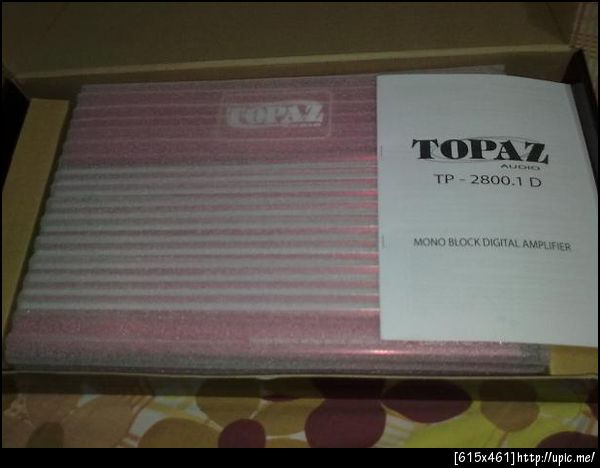 TOPAZ
TOPAZ
AUDIO
TP - 2800.1 D
MONO BLOCK DIGITAL AMPLIFIER
[615x461]http://upic.me/